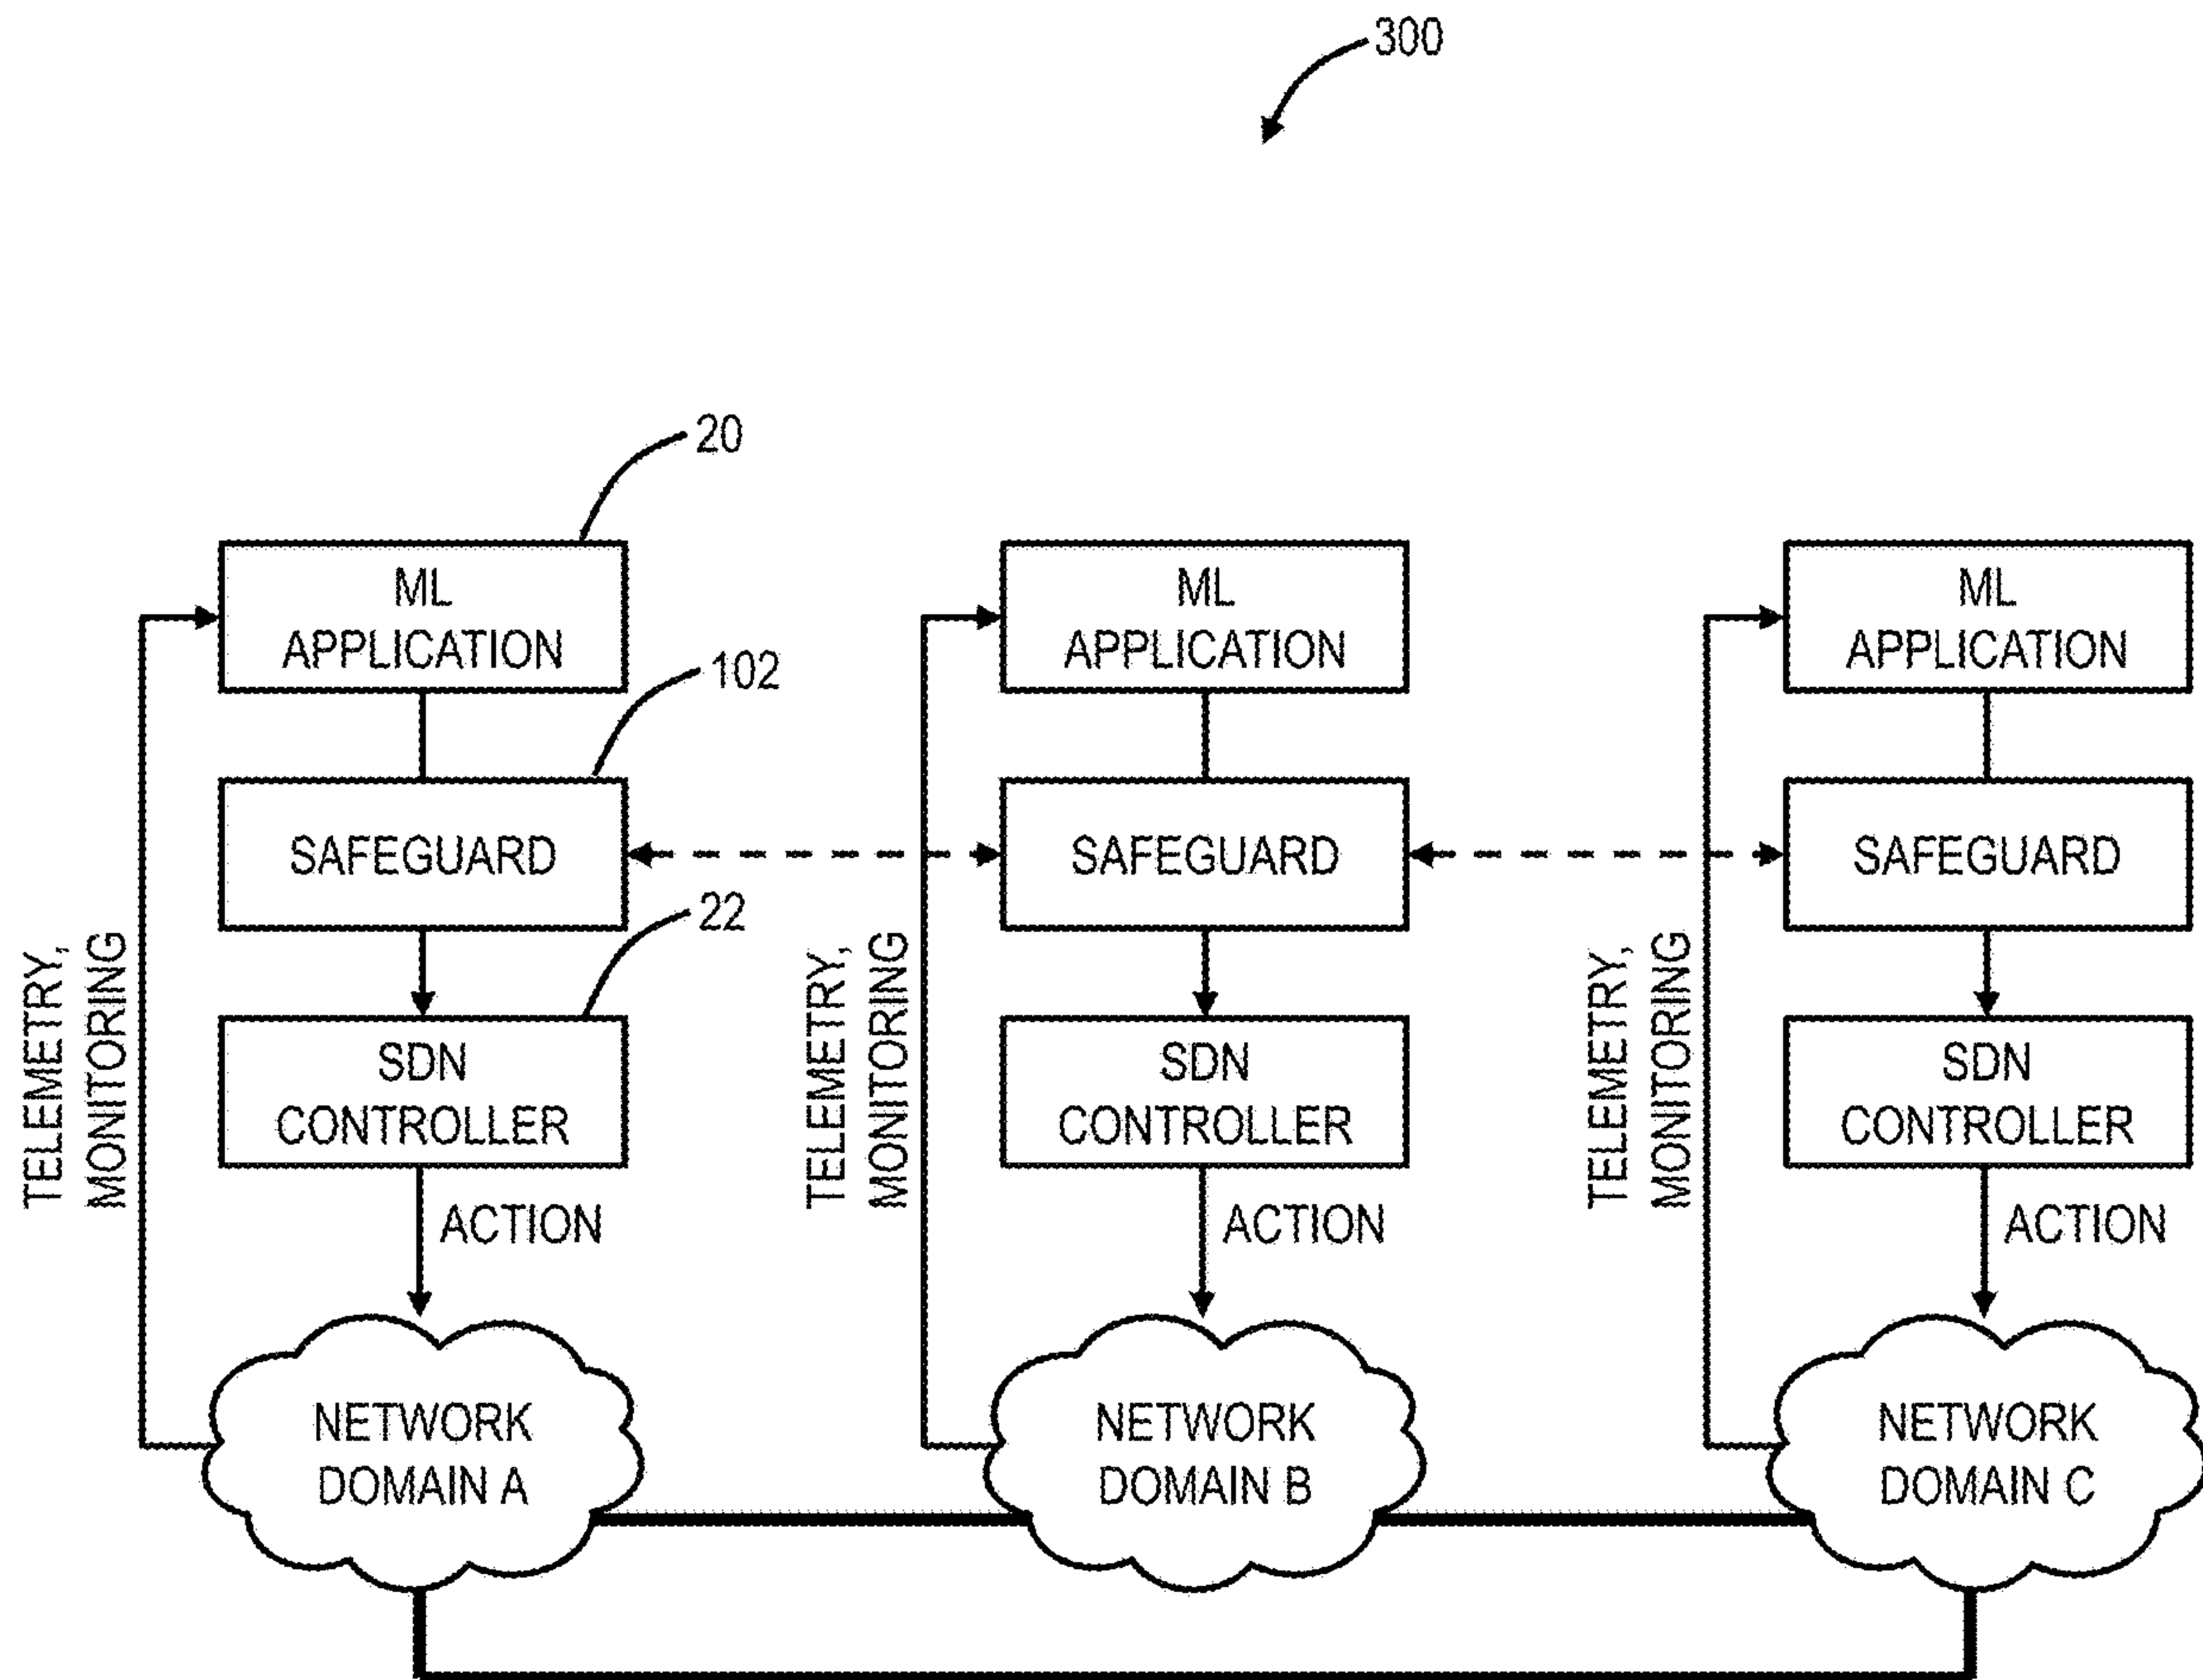 300
20
ML
APPLICATION
ML
APPLICATION
ML
APPLICATION
102
SAFEGUARD
SAFEGUARD
SAFEGUARD
22
TELEMETRY,
MONITORING
TELEMETRY,
MONITORING
TELEMETRY,
MONITORING
SDN
CONTROLLER
SDN
CONTROLLER
SDN
CONTROLLER
ACTION
ACTION
ACTION
NETWORK
DOMAIN A
NETWORK
DOMAIN B
NETWORK
DOMAIN C